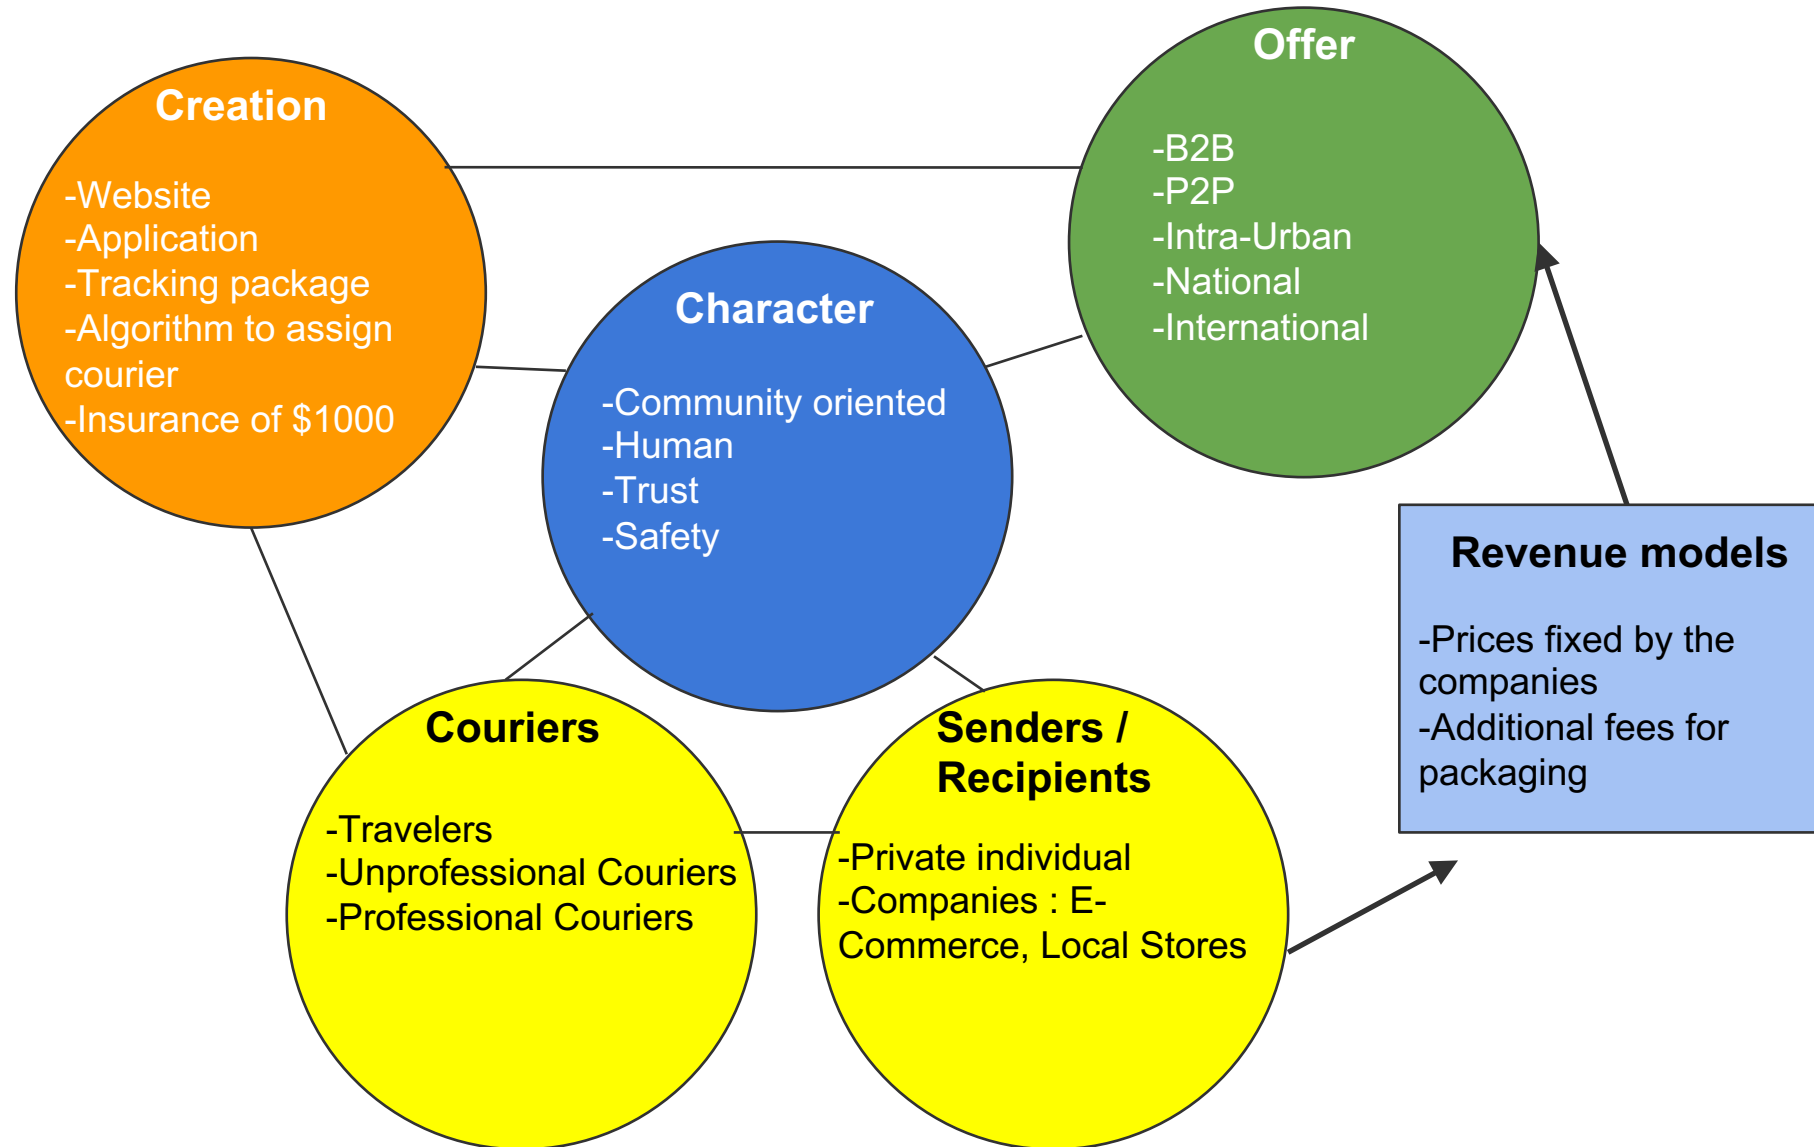 Creation
-Website
-Application
-Tracking package
-Algorithm to assign
courier
-Insurance of $1000
Offer
-B2B
-P2P
-Intra-Urban
-National
-International
Character
-Community oriented
-Human
-Trust
-Safety
Revenue models
-Prices fixed by the
companies
-Additional fees for
packaging
Couriers
-Travelers
-Unprofessional Couriers
-Professional Couriers
Senders /
Recipients
-Private individual
-Companies : E-
Commerce, Local Stores